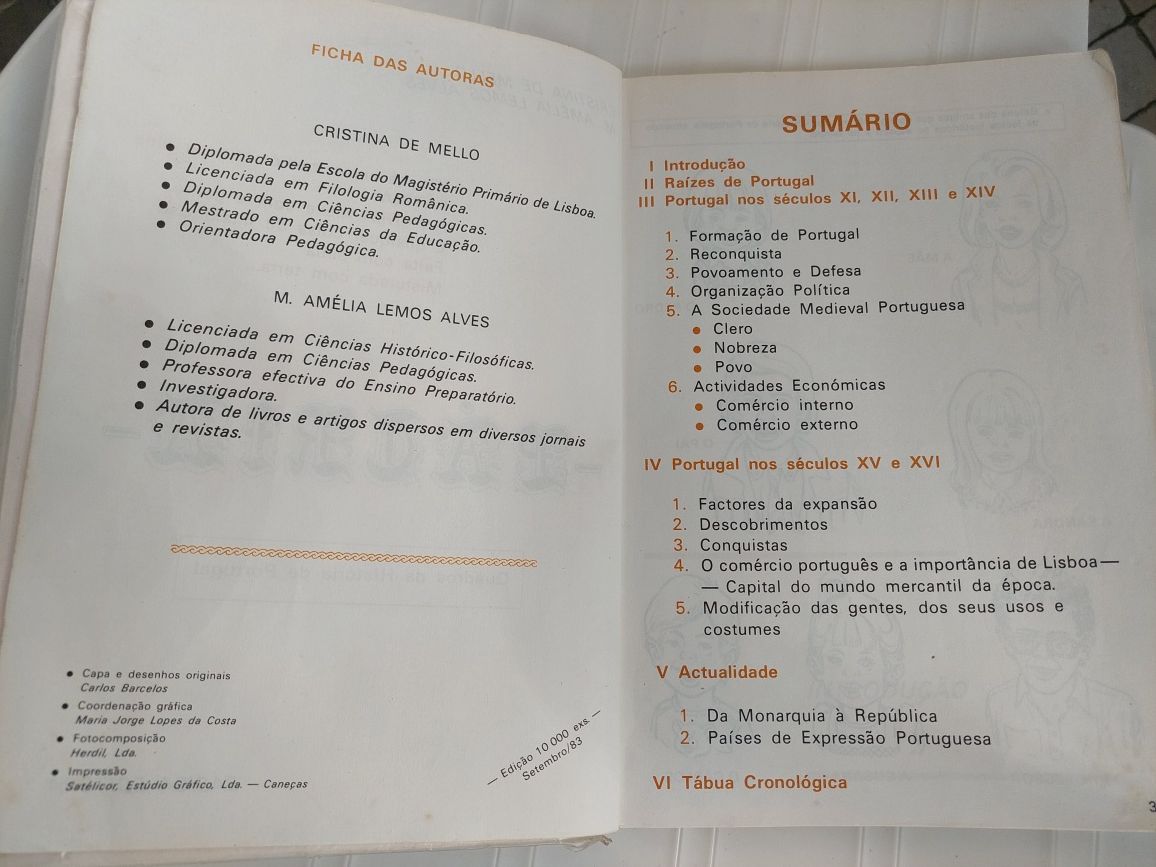 FICHA DAS AUTORAS
CRISTINA DE MELLO
● Diplomada pela Escola do Magistério Primário de Lisboa.
● Licenciada em Filologia Românica.
● Diplomada em Ciências Pedagógicas.
● Mestrado em Ciências da Educação.
● Orientadora Pedagógica.
M. AMÉLIA LEMOS ALVES
● Licenciada em Ciências Histórico-Filosóficas.
● Diplomada em Ciências Pedagógicas.
● Professora efectiva do Ensino Preparatório.
● Investigadora.
● Autora de livros e artigos dispersos em diversos jornais
e revistas.
● Capa e desenhos originais
Carlos Barcelos
● Coordenação gráfica
Maria Jorge Lopes da Costa
● Fotocomposição
Herdil, Lda.
● Impressão
Satélicor, Estúdio Gráfico, Lda. — Caneças
— Edição 10 000 exs. —
Setembro/83
SUMÁRIO
I Introdução
II Raízes de Portugal
III Portugal nos séculos XI, XII, XIII e XIV
1. Formação de Portugal
2. Reconquista
3. Povoamento e Defesa
4. Organização Política
5. A Sociedade Medieval Portuguesa
● Clero
● Nobreza
● Povo
6. Actividades Económicas
● Comércio interno
● Comércio externo
IV Portugal nos séculos XV e XVI
1. Factores da expansão
2. Descobrimentos
3. Conquistas
4. O comércio português e a importância de Lisboa —
— Capital do mundo mercantil da época.
5. Modificação das gentes, dos seus usos e
costumes
V Actualidade
1. Da Monarquia à República
2. Países de Expressão Portuguesa
VI Tábua Cronológica
3